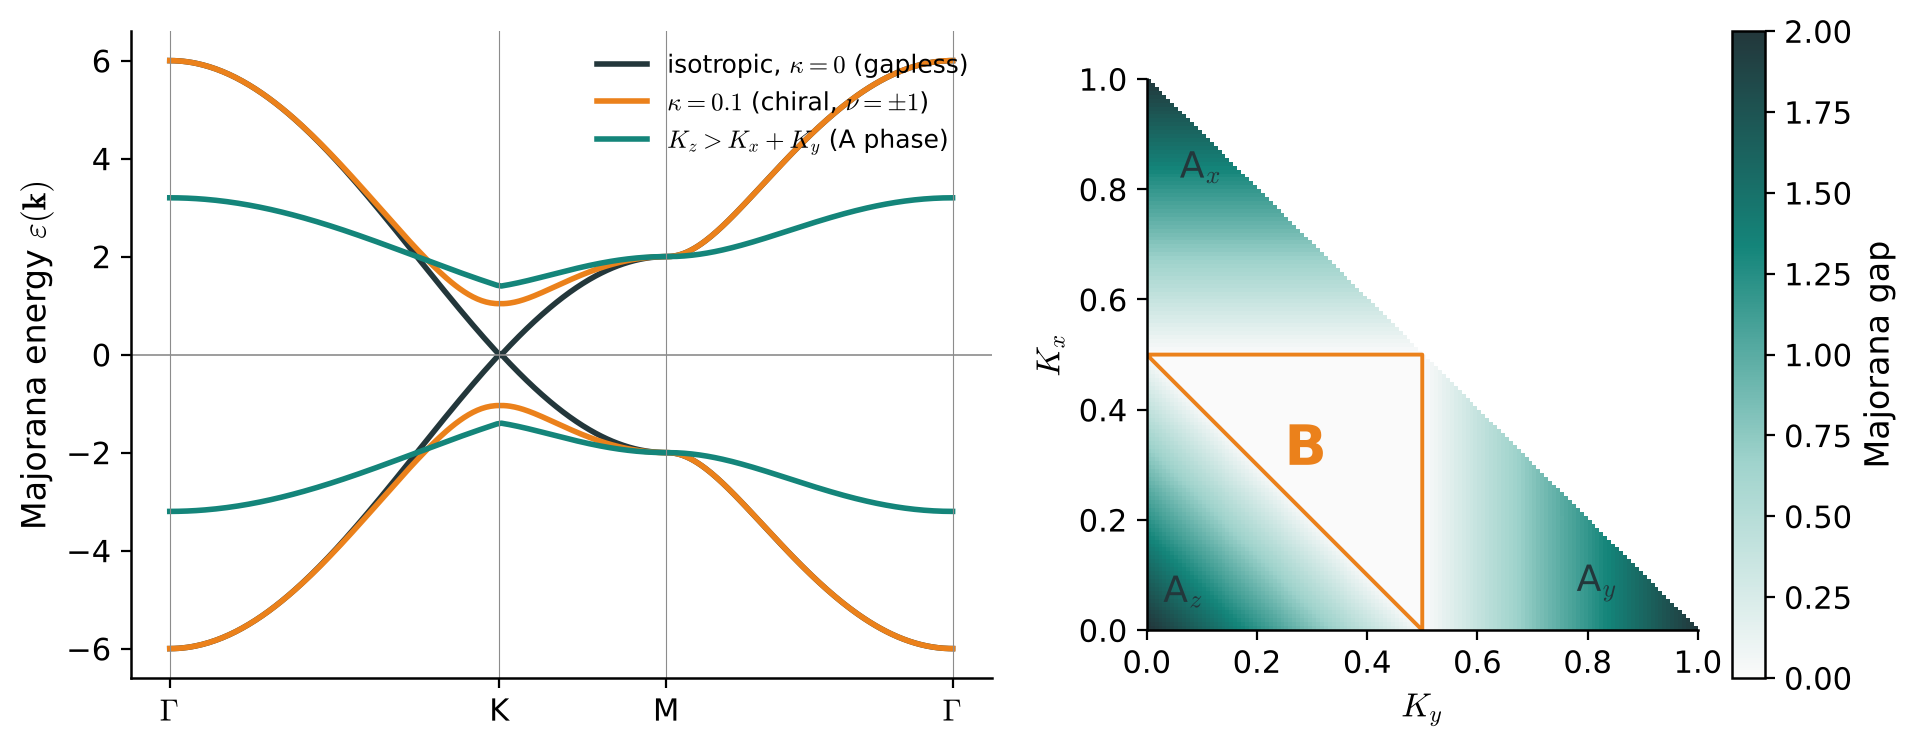 6
4
2
0
−2
−4
−6
Majorana energy ε(k)
Γ
K
M
Γ
isotropic, κ = 0 (gapless)
κ = 0.1 (chiral, ν = ±1)
K_z > K_x + K_y (A phase)
1.0
0.8
0.6
0.4
0.2
0.0
K_x
0.0
0.2
0.4
0.6
0.8
1.0
K_y
A_x
B
A_z
A_y
2.00
1.75
1.50
1.25
1.00
0.75
0.50
0.25
0.00
Majorana gap